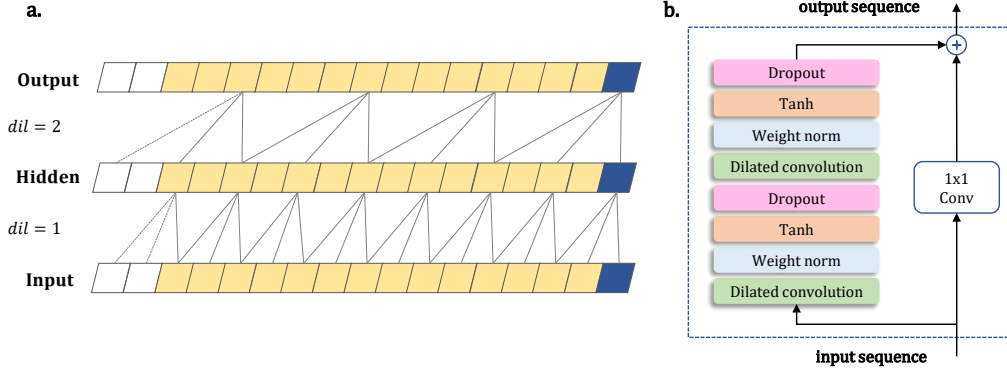 a.
Output
dil = 2
Hidden
dil = 1
Input
b.
output sequence
+
Dropout
Tanh
Weight norm
Dilated convolution
Dropout
Tanh
Weight norm
Dilated convolution
1x1
Conv
input sequence